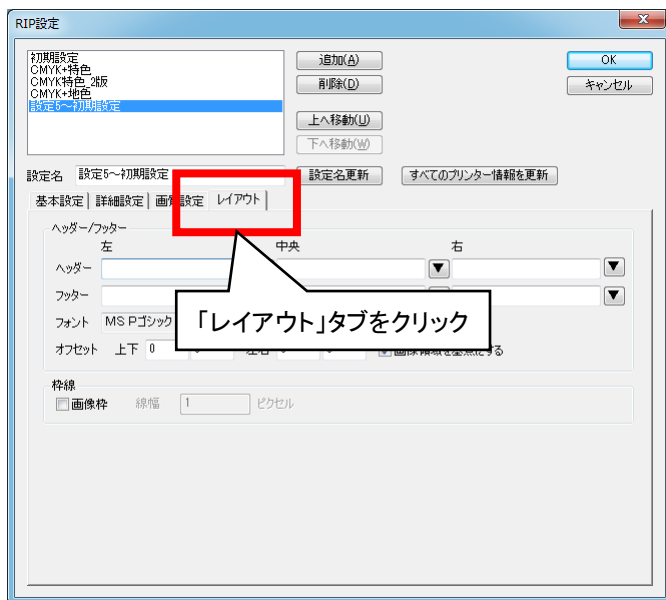 RIP設定
初期設定
CMYK+特色
CMYK特色_2版
CMYK+地色
設定5～初期設定
追加(A)
削除(D)
上へ移動(U)
下へ移動(W)
OK
キャンセル
設定名 設定5～初期設定 設定名更新 すべてのプリンター情報を更新
基本設定 詳細設定 画質設定 レイアウト
ヘッダー/フッター
左 中央 右
ヘッダー
フッター
フォント MS Pゴシック
「レイアウト」タブをクリック
オフセット 上下 0 左右 画像領域を基点にする
枠線
画像枠 線幅 1 ピクセル